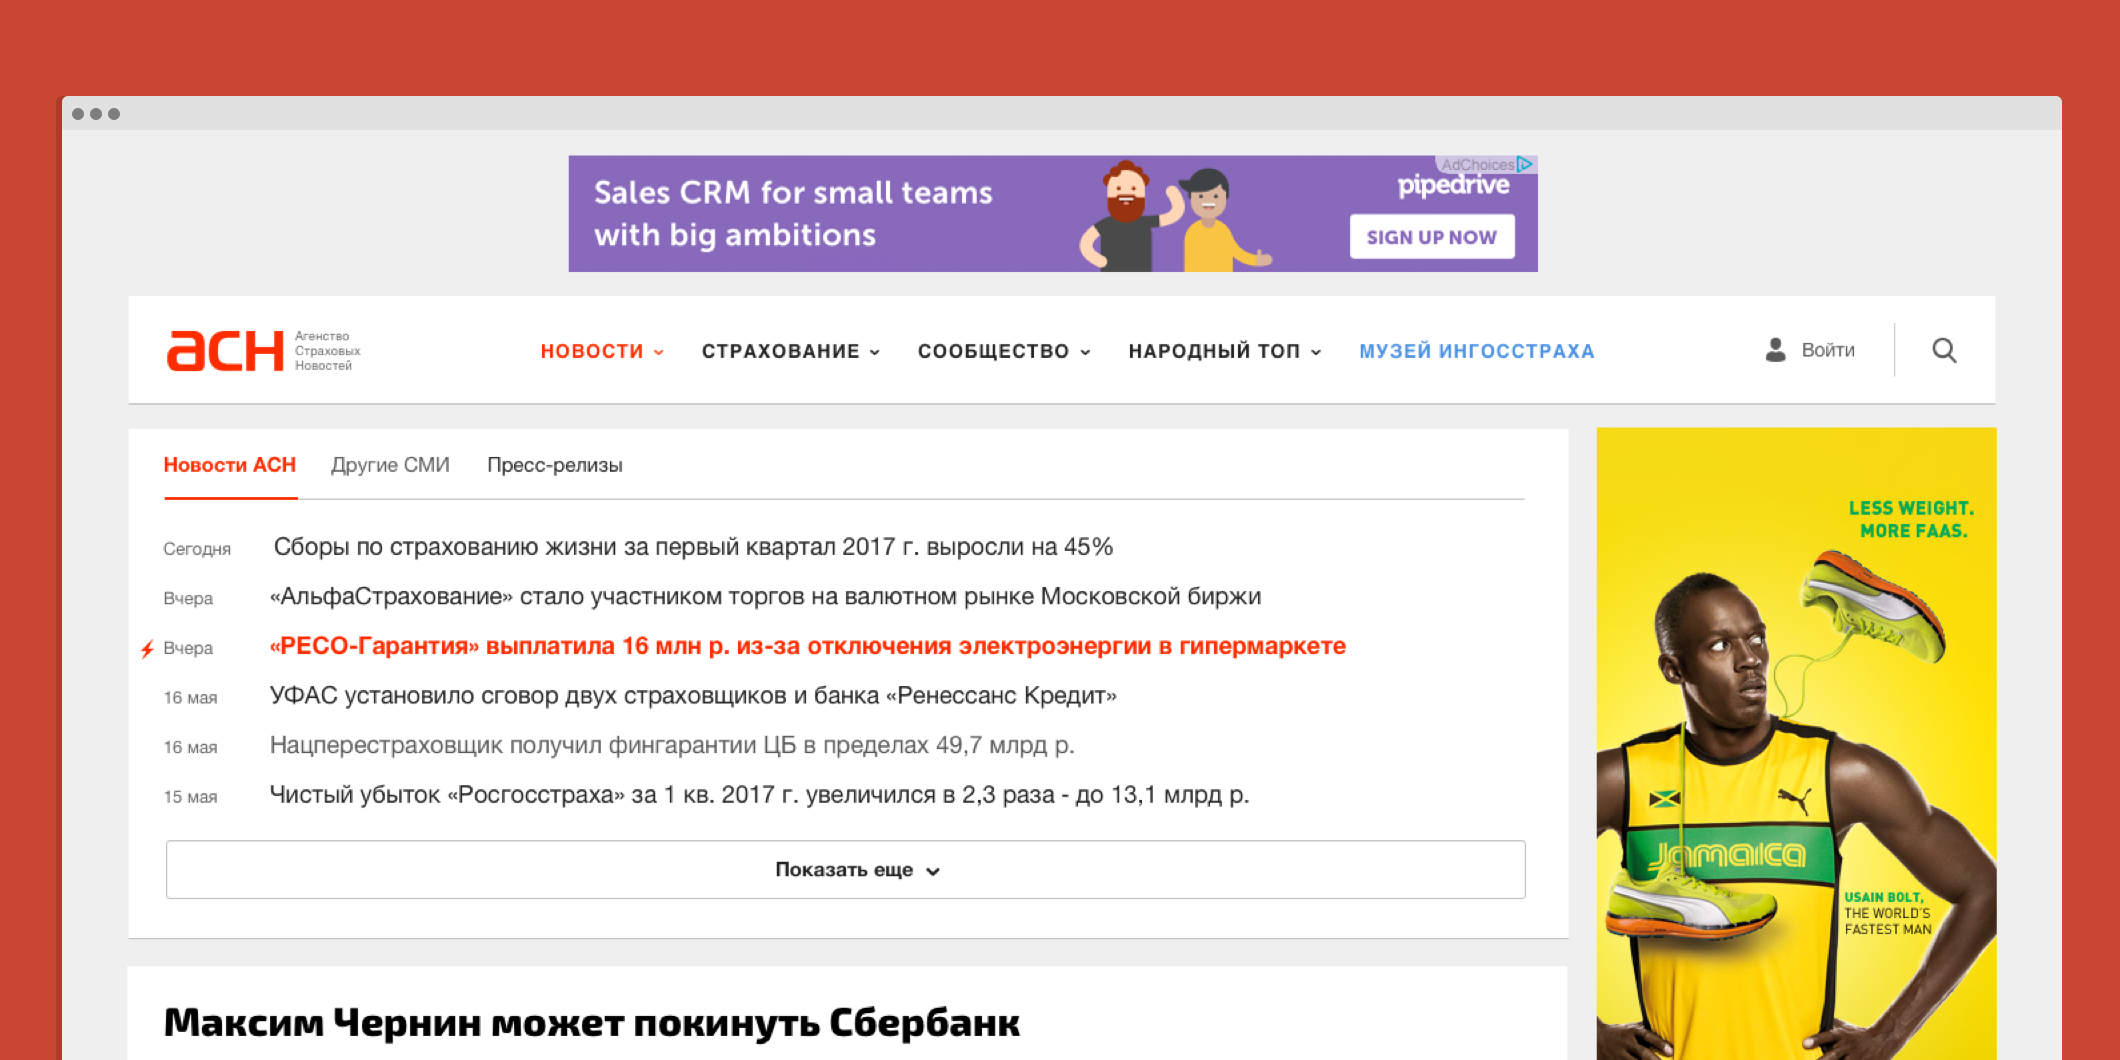 AdChoices
Sales CRM for small teams
with big ambitions
pipedrive
SIGN UP NOW
асн
Агенство
Страховых
Новостей
НОВОСТИ
СТРАХОВАНИЕ
СООБЩЕСТВО
НАРОДНЫЙ ТОП
МУЗЕЙ ИНГОССТРАХА
Войти
Новости АСН
Другие СМИ
Пресс-релизы
Сегодня Сборы по страхованию жизни за первый квартал 2017 г. выросли на 45%
Вчера «АльфаСтрахование» стало участником торгов на валютном рынке Московской биржи
Вчера «РЕСО-Гарантия» выплатила 16 млн р. из-за отключения электроэнергии в гипермаркете
16 мая УФАС установило сговор двух страховщиков и банка «Ренессанс Кредит»
16 мая Нацперестраховщик получил фингарантии ЦБ в пределах 49,7 млрд р.
15 мая Чистый убыток «Росгосстраха» за 1 кв. 2017 г. увеличился в 2,3 раза - до 13,1 млрд р.
Показать еще
Максим Чернин может покинуть Сбербанк
LESS WEIGHT.
MORE FAAS.
Jamaica
USAIN BOLT,
THE WORLD'S
FASTEST MAN